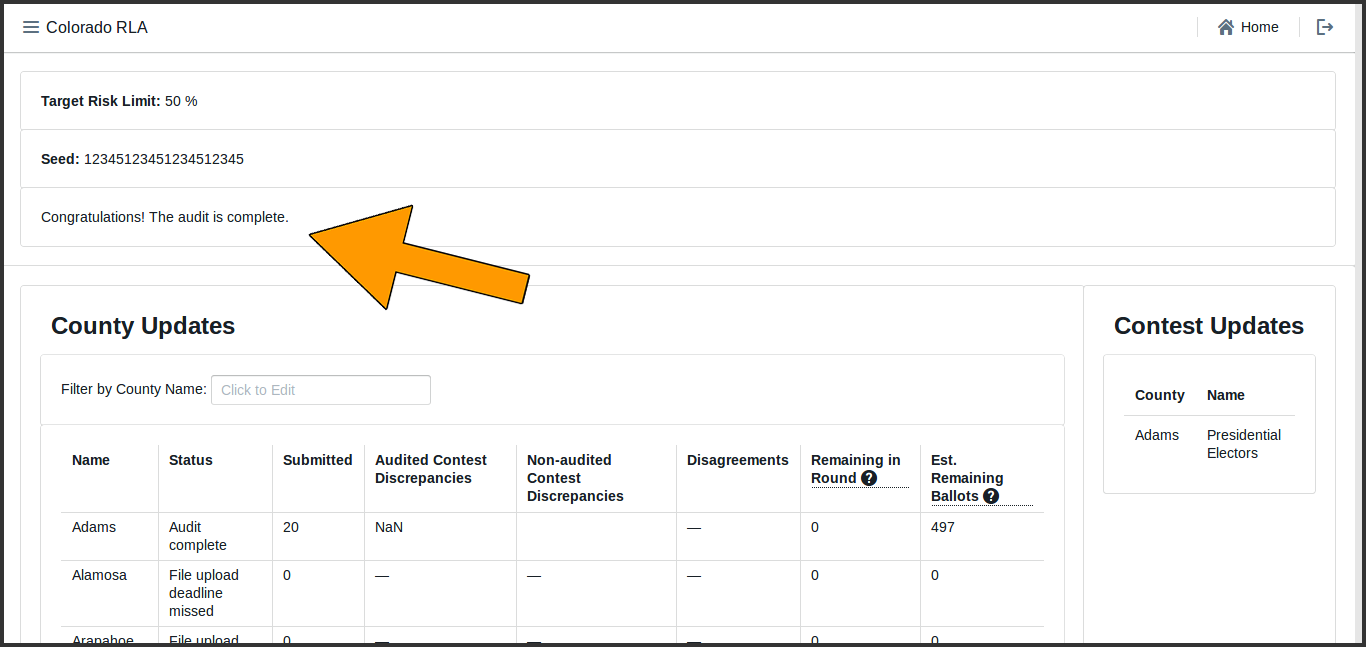 Colorado RLA
Home
Target Risk Limit: 50 %
Seed: 12345123451234512345
Congratulations! The audit is complete.
County Updates
Filter by County Name: Click to Edit
Name Status Submitted Audited Contest Discrepancies Non-audited Contest Discrepancies Disagreements Remaining in Round ? Est. Remaining Ballots ?
Adams Audit complete 20 NaN — 0 497
Alamosa File upload deadline missed 0 — — — 0 0
Arapahoe File upload 0 — — — 0 0
Contest Updates
County Name
Adams Presidential Electors